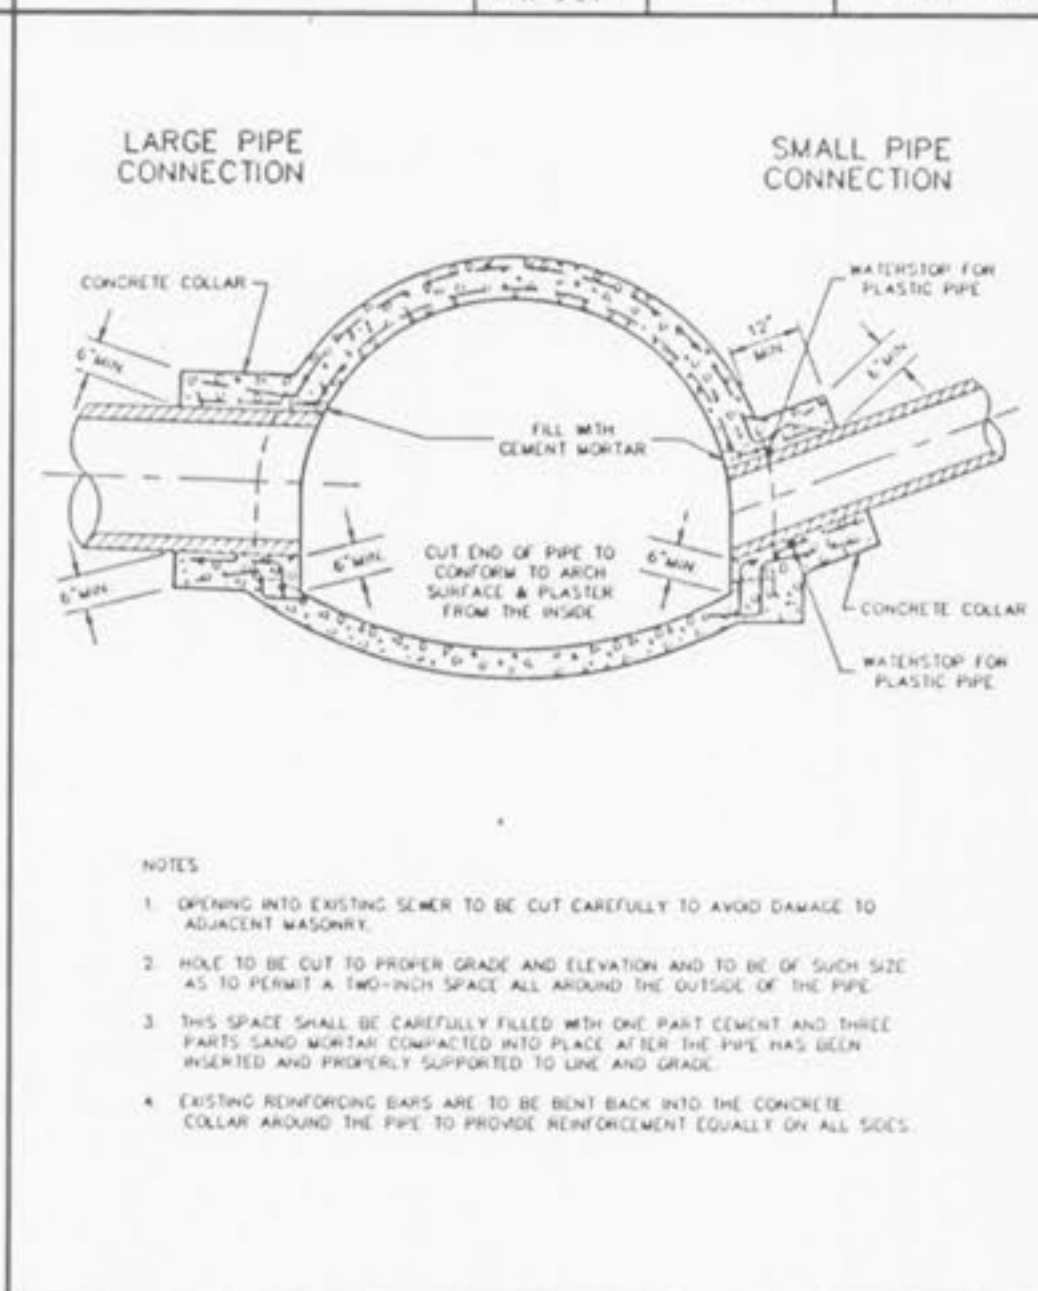 LARGE PIPE
CONNECTION
SMALL PIPE
CONNECTION
CONCRETE COLLAR
WATERSTOP FOR
PLASTIC PIPE
12"
MIN
6" MIN.
6" MIN.
FILL WITH
CEMENT MORTAR
CUT END OF PIPE TO
CONFORM TO ARCH
SURFACE & PLASTER
FROM THE INSIDE
6" MIN.
6" MIN.
6" MIN.
CONCRETE COLLAR
WATERSTOP FOR
PLASTIC PIPE
NOTES
1. OPENING INTO EXISTING SEWER TO BE CUT CAREFULLY TO AVOID DAMAGE TO
ADJACENT MASONRY.
2. HOLE TO BE CUT TO PROPER GRADE AND ELEVATION AND TO BE OF SUCH SIZE
AS TO PERMIT A TWO-INCH SPACE ALL AROUND THE OUTSIDE OF THE PIPE
3. THIS SPACE SHALL BE CAREFULLY FILLED WITH ONE PART CEMENT AND THREE
PARTS SAND MORTAR COMPACTED INTO PLACE AFTER THE PIPE HAS BEEN
INSERTED AND PROPERLY SUPPORTED TO LINE AND GRADE.
4. EXISTING REINFORCING BARS ARE TO BE BENT BACK INTO THE CONCRETE
COLLAR AROUND THE PIPE TO PROVIDE REINFORCEMENT EQUALLY ON ALL SIDES.